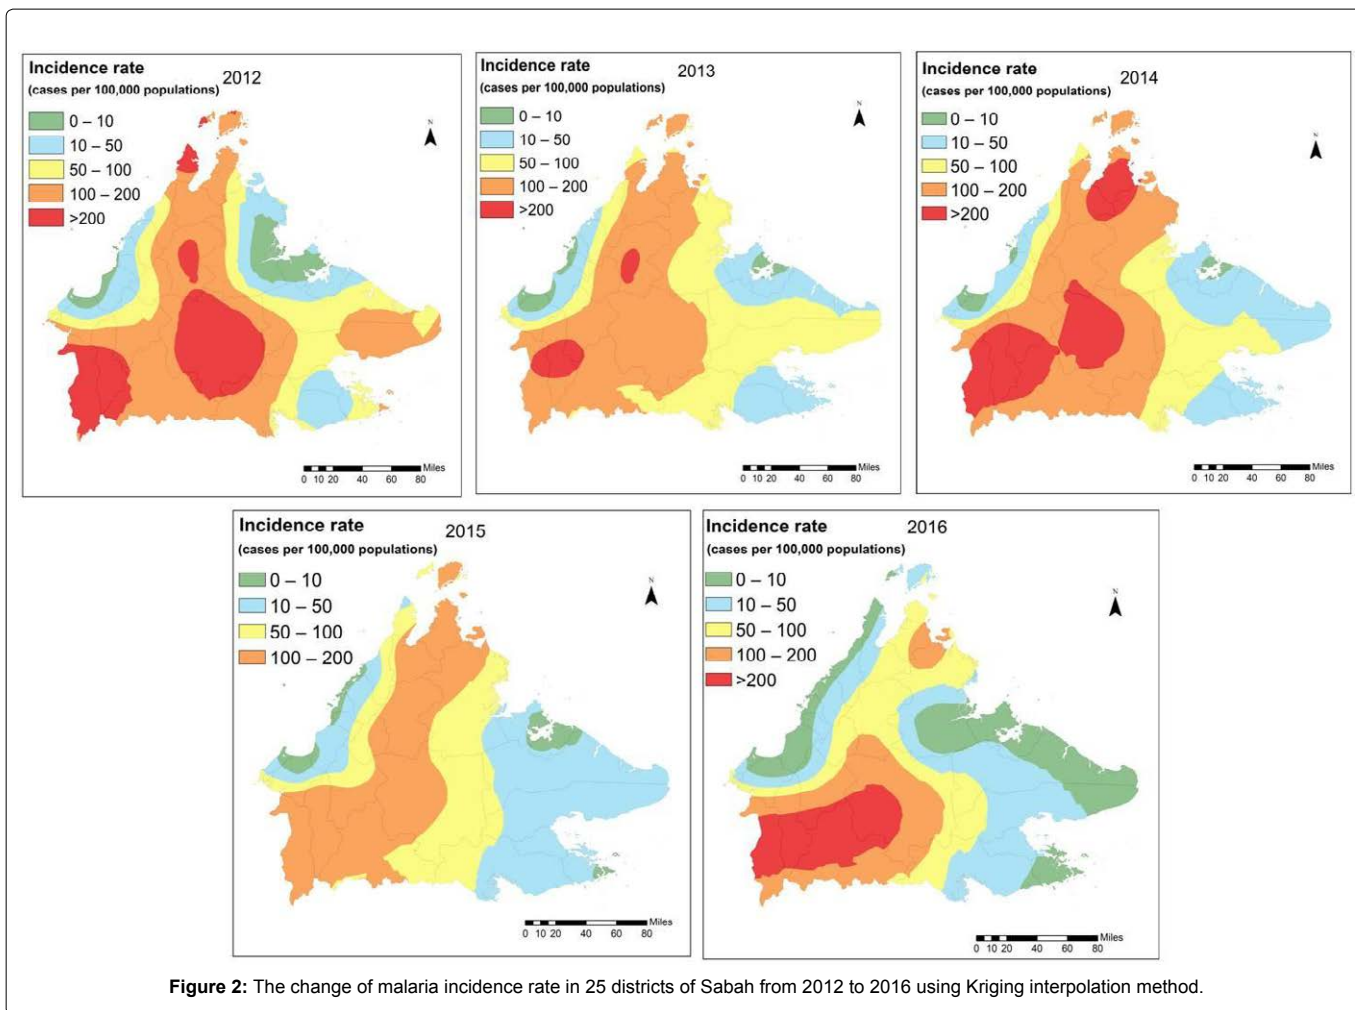 Incidence rate
2012
(cases per 100,000 populations)
0 – 10
10 – 50
50 – 100
100 – 200
>200
N
Miles
0 10 20 40 60 80
Incidence rate
2013
(cases per 100,000 populations)
0 – 10
10 – 50
50 – 100
100 – 200
>200
N
Miles
0 10 20 40 60 80
Incidence rate
2014
(cases per 100,000 populations)
0 – 10
10 – 50
50 – 100
100 – 200
>200
N
Miles
0 10 20 40 60 80
Incidence rate
2015
(cases per 100,000 populations)
0 – 10
10 – 50
50 – 100
100 – 200
N
Miles
0 10 20 40 60 80
Incidence rate
2016
(cases per 100,000 populations)
0 – 10
10 – 50
50 – 100
100 – 200
>200
N
Miles
0 10 20 40 60 80
Figure 2: The change of malaria incidence rate in 25 districts of Sabah from 2012 to 2016 using Kriging interpolation method.